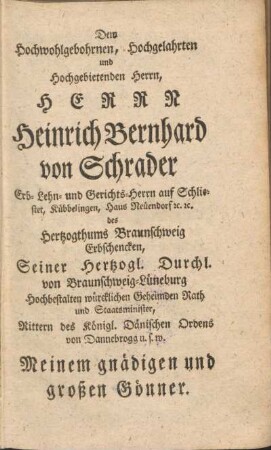 Dem
Hochwohlgebohrnen, Hochgelahrten
und
Hochgebietenden Herrn,
HERRN
Heinrich Bernhard
von Schrader
Erb- Lehn- und Gerichts-Herrn auf Schlie-
stet, Kübbelingen, Haus Neüendorf ꝛc. ꝛc.
des
Hertzogthums Braunschweig
Erbschencken,
Seiner Hertzogl. Durchl.
von Braunschweig-Lüneburg
Hochbestalten würcklichen Geheimden Rath
und Staatsminister,
Rittern des Königl. Dänischen Ordens
von Dannebrogg u. s. w.
Meinem gnädigen und
großen Gönner.